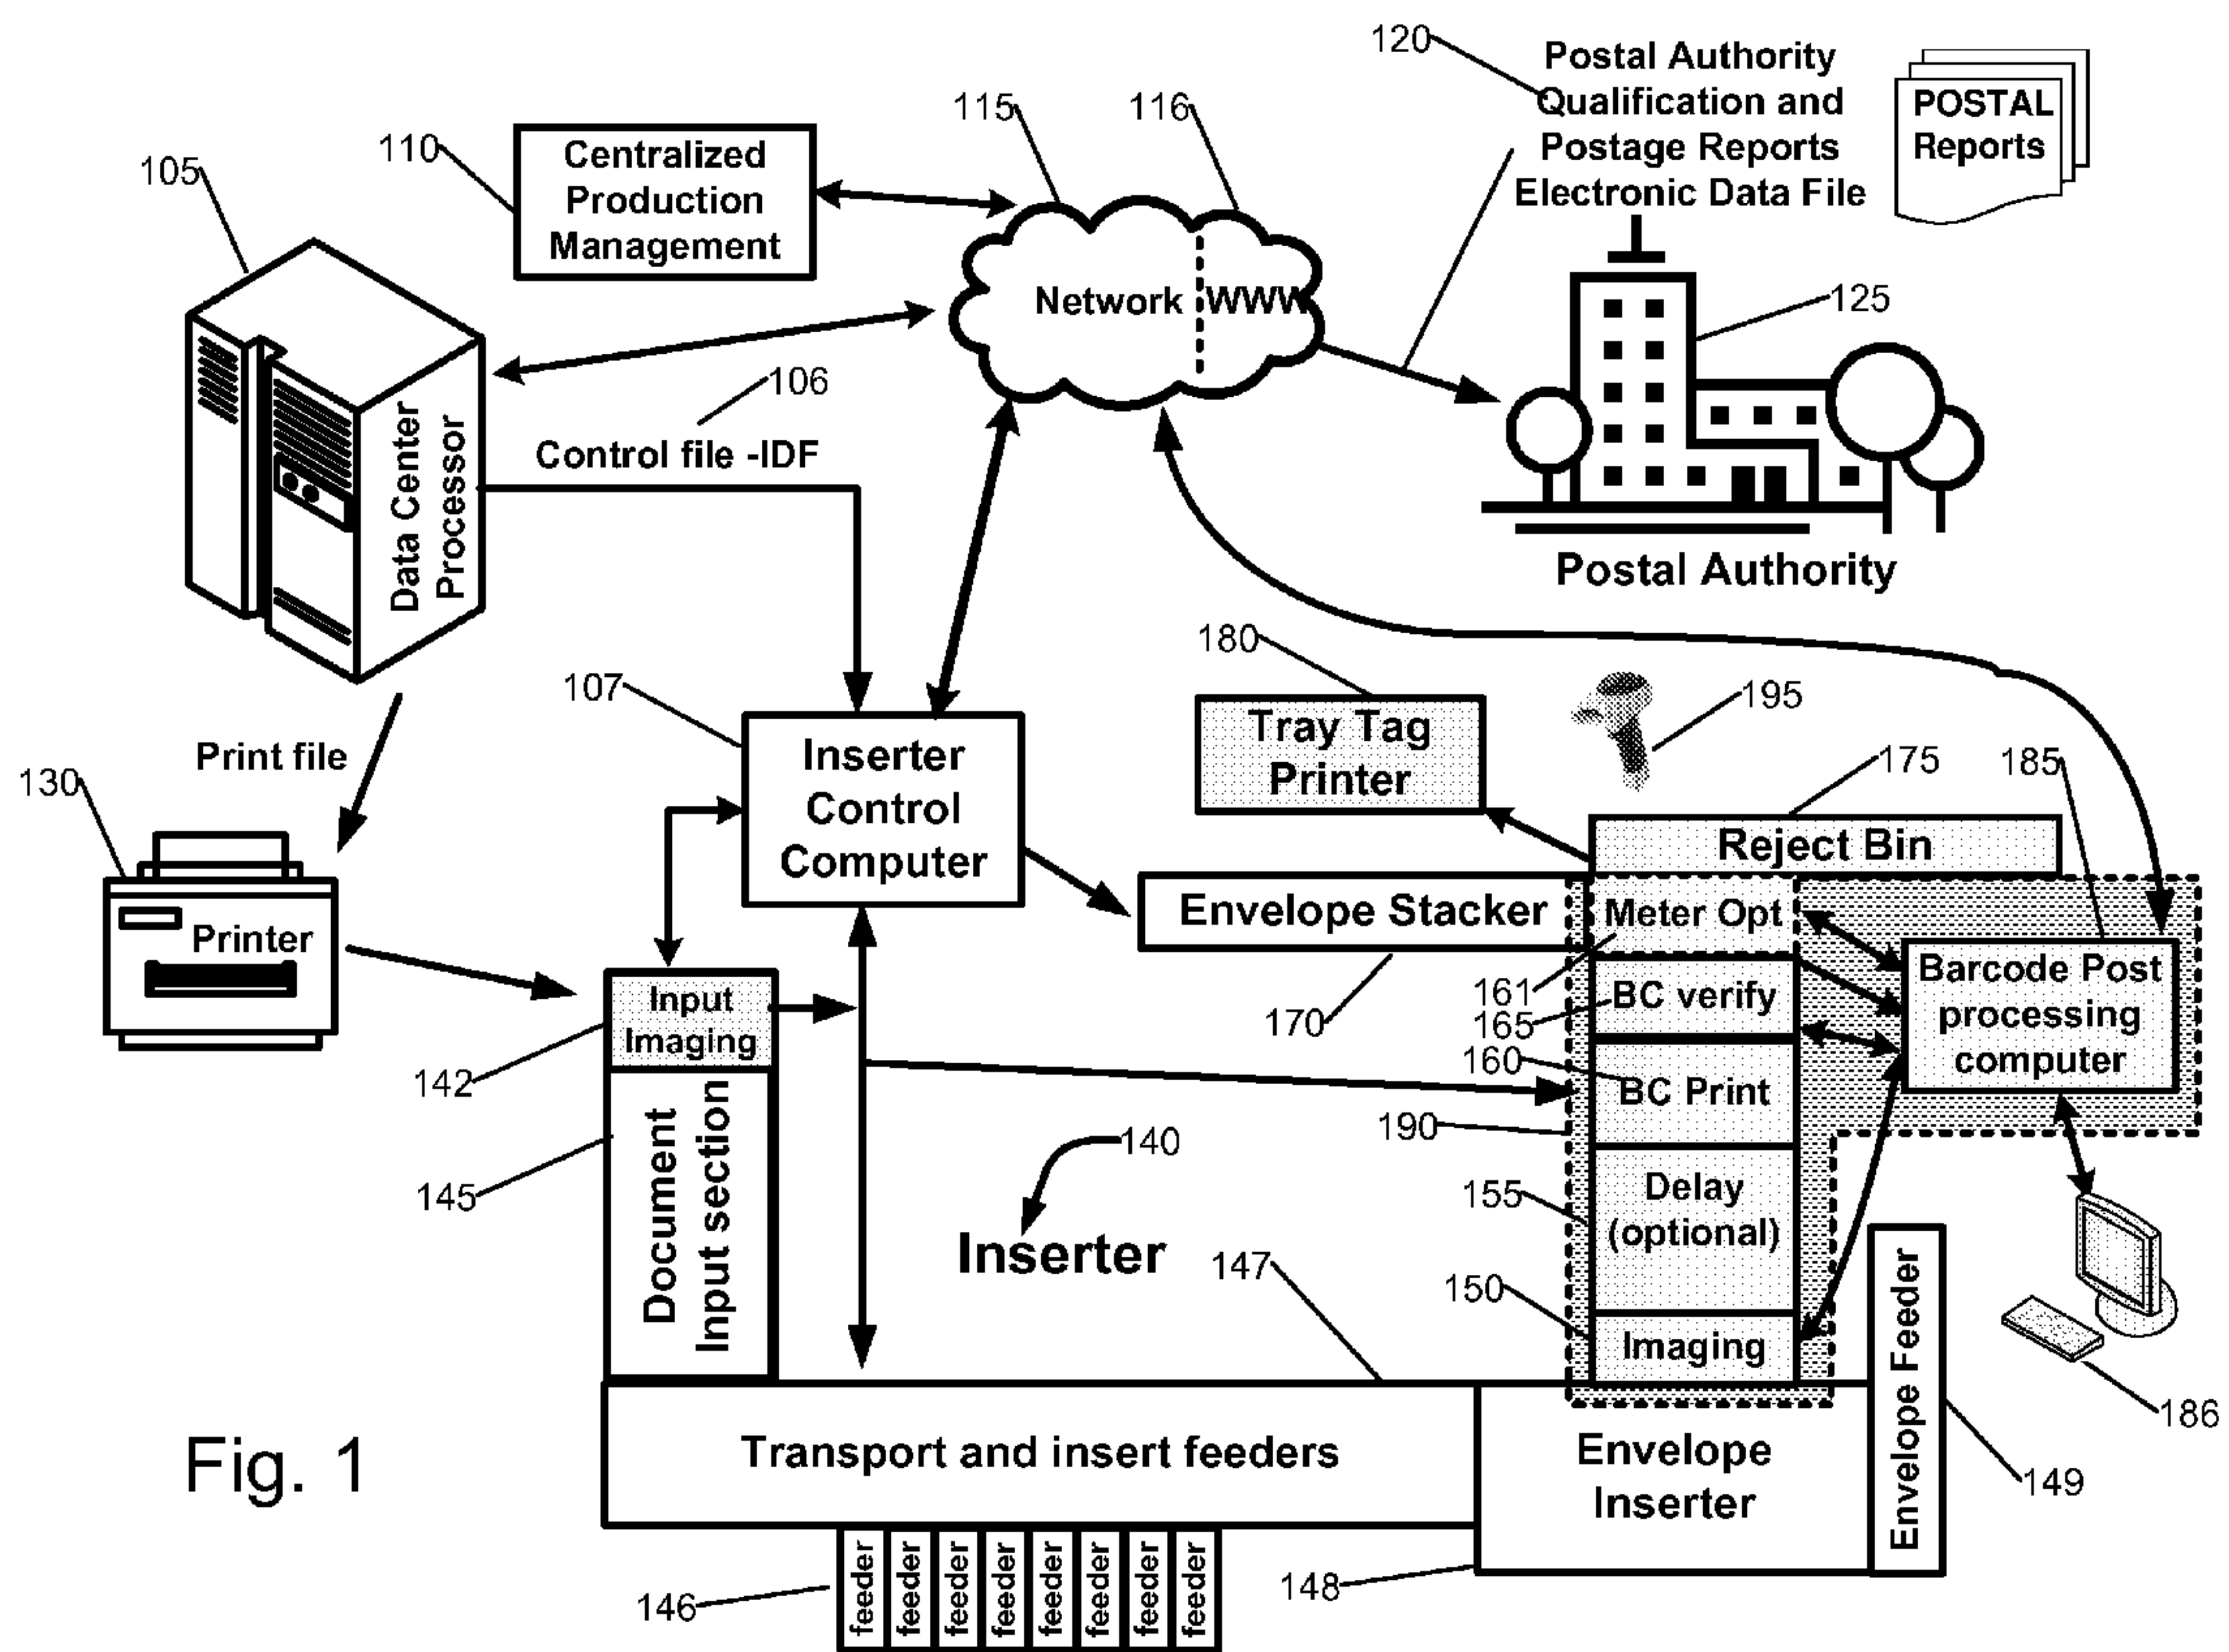 120
Postal Authority
Qualification and
Postage Reports
Electronic Data File
POSTAL
Reports
115
116
110
Centralized
Production
Management
105
Network
WWW
125
106
Control file -IDF
Data Center
Processor
Postal Authority
180
107
195
Tray Tag
Printer
175
185
Print file
130
Inserter
Control
Computer
Reject Bin
Envelope Stacker
Meter Opt
Printer
Input
Imaging
161
BC verify
Barcode Post
processing
computer
170
165
142
160
BC Print
190
140
Document
Input section
145
155
Delay
(optional)
Inserter
147
150
Imaging
Envelope Feeder
186
Fig. 1
Transport and insert feeders
Envelope
Inserter
149
146
feeder
feeder
feeder
feeder
feeder
feeder
feeder
feeder
148